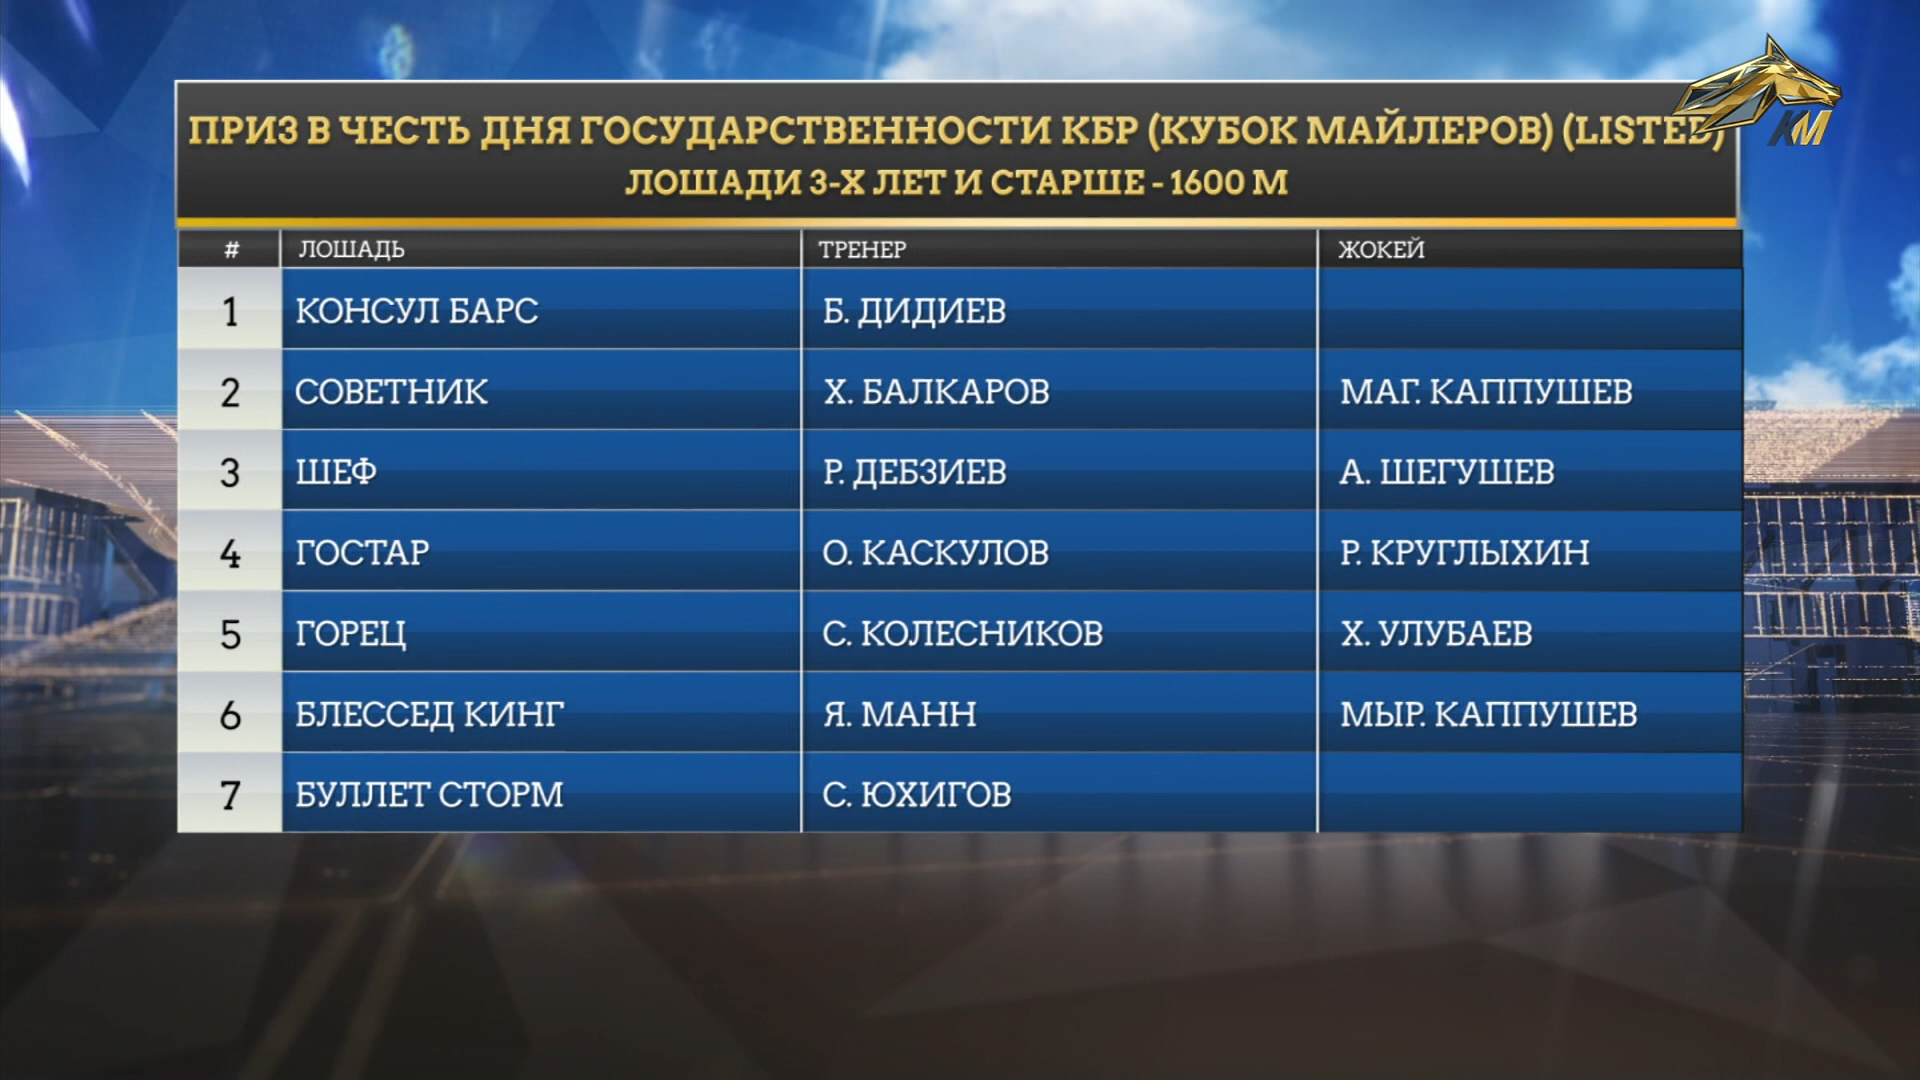 ПРИЗ В ЧЕСТЬ ДНЯ ГОСУДАРСТВЕННОСТИ КБР (КУБОК МАЙЛЕРОВ) (LISTED)
КМ
ЛОШАДИ 3-Х ЛЕТ И СТАРШЕ - 1600 М
# ЛОШАДЬ ТРЕНЕР ЖОКЕЙ
1 КОНСУЛ БАРС Б. ДИДИЕВ
2 СОВЕТНИК Х. БАЛКАРОВ МАГ. КАППУШЕВ
3 ШЕФ Р. ДЕБЗИЕВ А. ШЕГУШЕВ
4 ГОСТАР О. КАСКУЛОВ Р. КРУГЛЫХИН
5 ГОРЕЦ С. КОЛЕСНИКОВ Х. УЛУБАЕВ
6 БЛЕССЕД КИНГ Я. МАНН МЫР. КАППУШЕВ
7 БУЛЛЕТ СТОРМ С. ЮХИГОВ